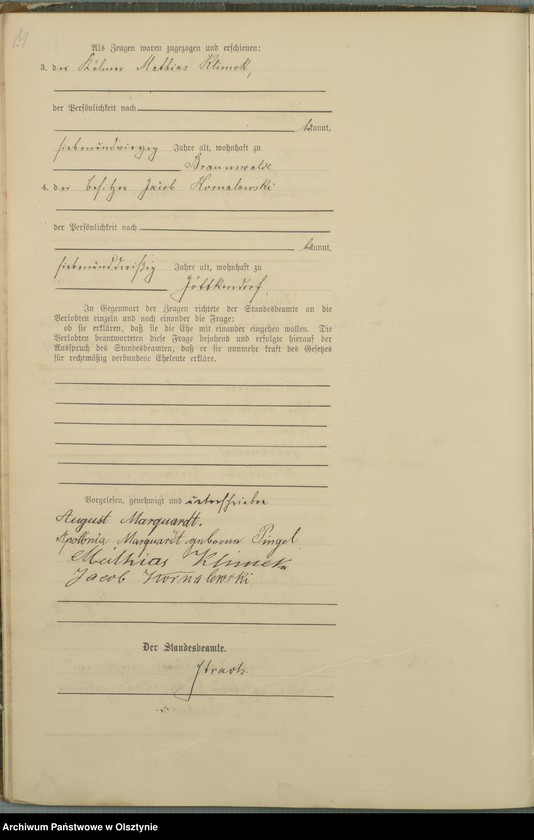 Als Zeugen waren zugezogen und erschienen:
3. der Kölmer Mathias Klimek,
der Persönlichkeit nach
bekannt,
siebenundvierzig Jahre alt, wohnhaft zu
Braunswalde
4. der Besitzer Jacob Kornalewski
der Persönlichkeit nach
bekannt,
siebenunddreißig Jahre alt, wohnhaft zu
Göttkendorf.
In Gegenwart der Zeugen richtete der Standesbeamte an die
Verlobten einzeln und nach einander die Frage:
ob sie erklären, daß sie die Ehe mit einander eingehen wollen. Die
Verlobten beantworteten diese Frage bejahend und erfolgte hierauf der
Ausspruch des Standesbeamten, daß er sie nunmehr kraft des Gesetzes
für rechtmäßig verbundene Eheleute erkläre.
Vorgelesen, genehmigt und unterschrieben
August Marquardt.
Apollonia Marquardt geborene Pingel
Mathias Klimek
Jacob Kornalewski
Der Standesbeamte.
Archiwum Państwowe w Olsztynie